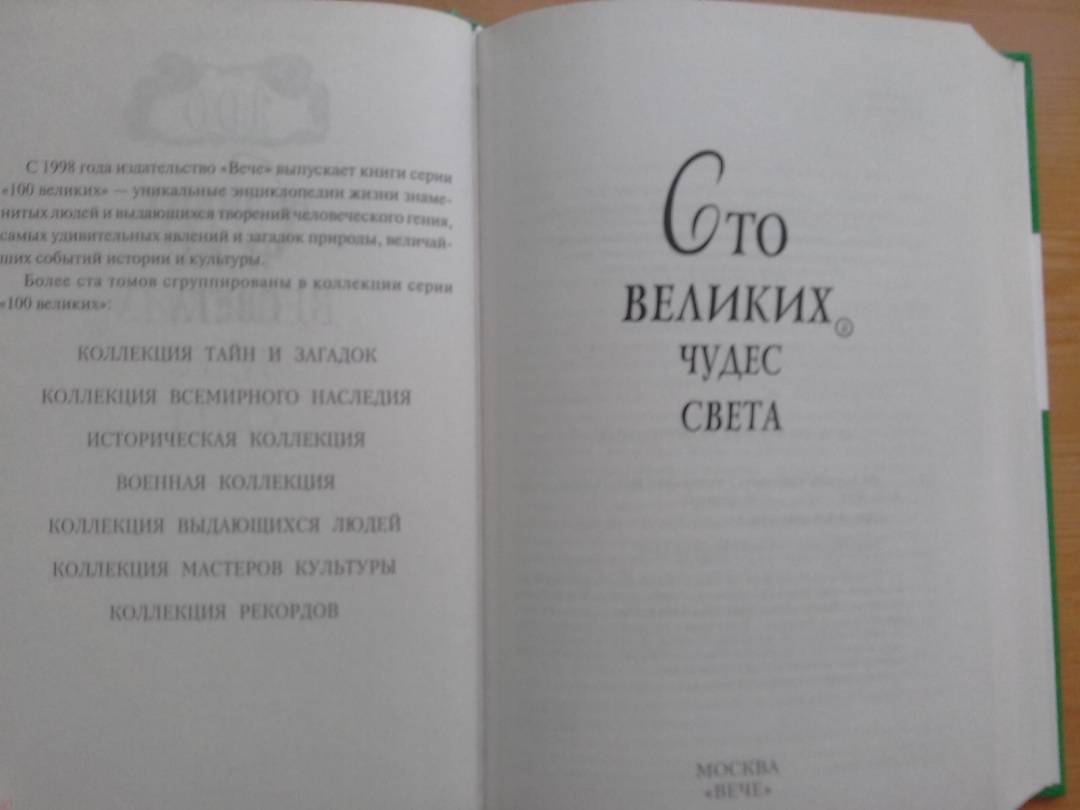 С 1998 года издательство «Вече» выпускает книги серии
«100 великих» — уникальные энциклопедии жизни знаме-
нитых людей и выдающихся творений человеческого гения,
самых удивительных явлений и загадок природы, величай-
ших событий истории и культуры.
Более ста томов сгруппированы в коллекции серии
«100 великих»:
КОЛЛЕКЦИЯ ТАЙН И ЗАГАДОК
КОЛЛЕКЦИЯ ВСЕМИРНОГО НАСЛЕДИЯ
ИСТОРИЧЕСКАЯ КОЛЛЕКЦИЯ
ВОЕННАЯ КОЛЛЕКЦИЯ
КОЛЛЕКЦИЯ ВЫДАЮЩИХСЯ ЛЮДЕЙ
КОЛЛЕКЦИЯ МАСТЕРОВ КУЛЬТУРЫ
КОЛЛЕКЦИЯ РЕКОРДОВ
СТО
ВЕЛИКИХ®
ЧУДЕС
СВЕТА
МОСКВА
«ВЕЧЕ»